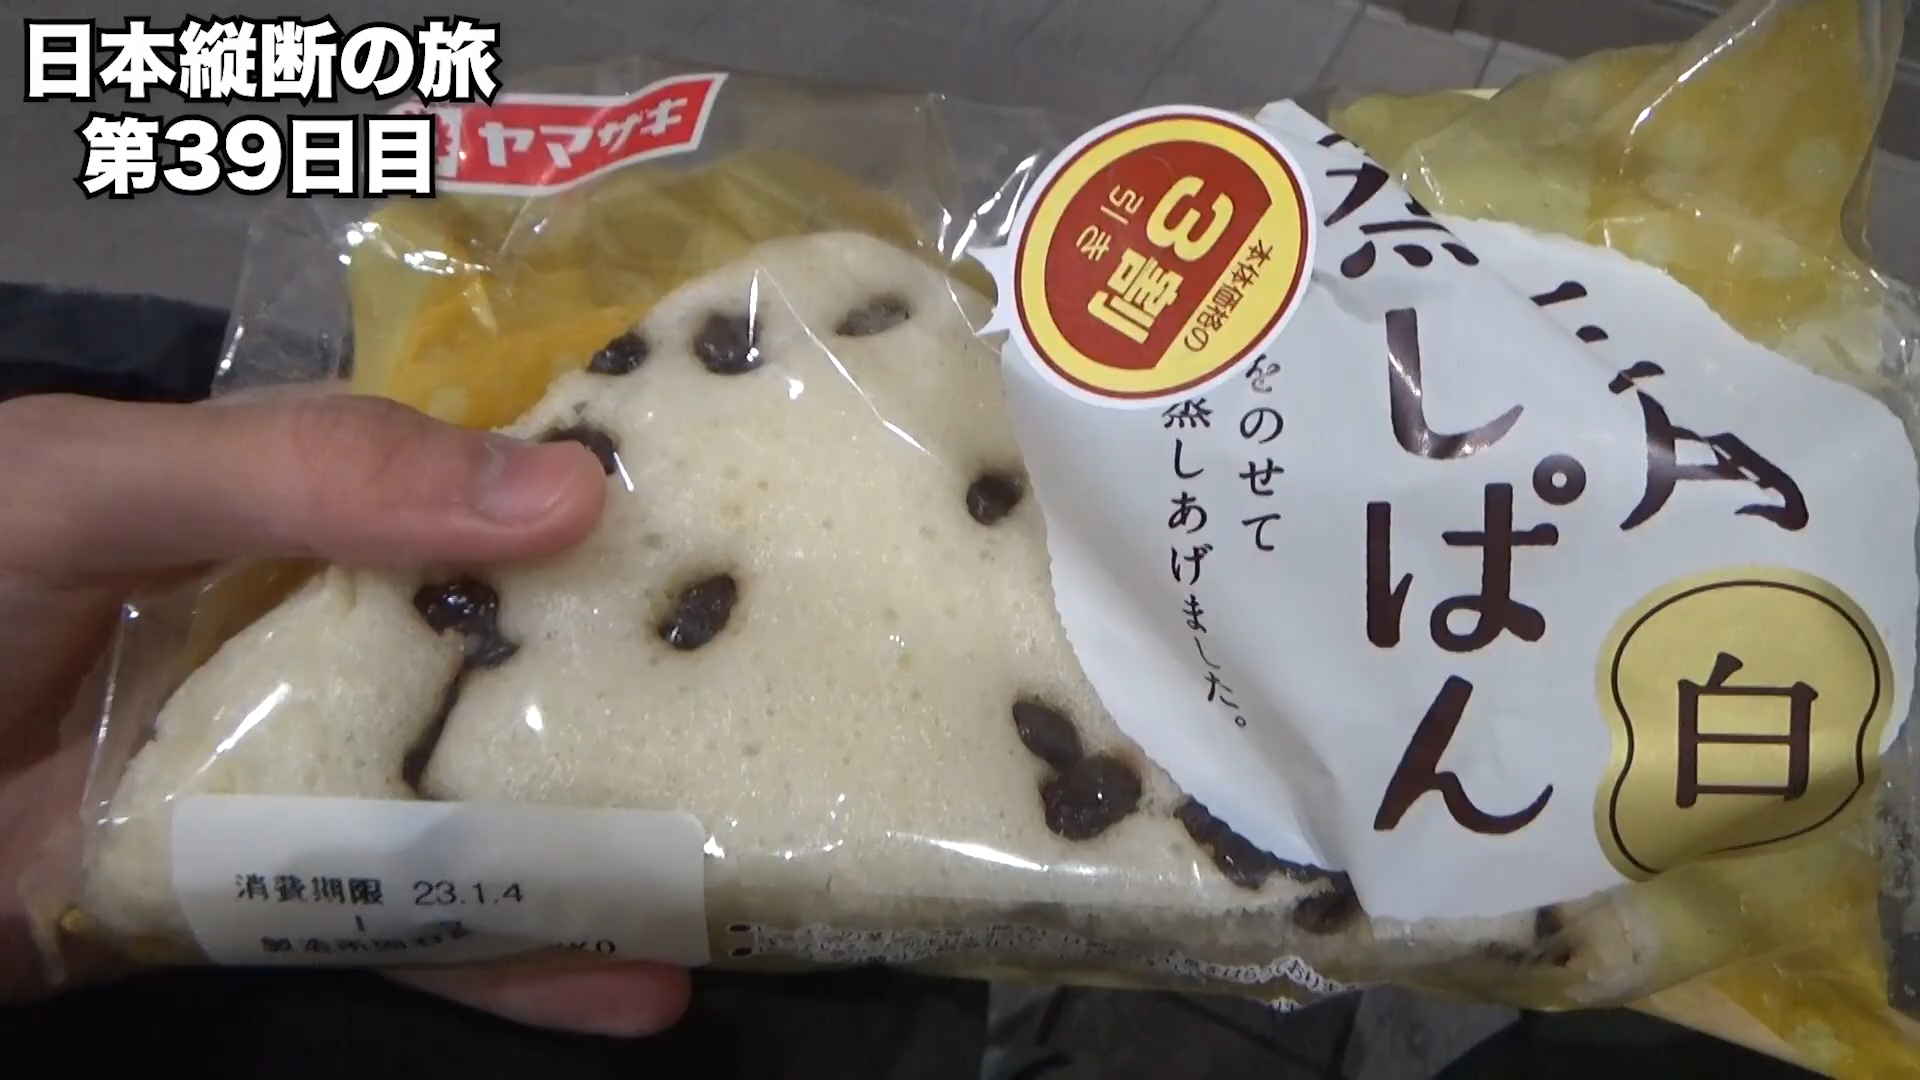 日本縦断の旅
第39日目
ヤマザキ
本体価格の
3割
引き
三角
蒸しぱん
白
をのせて
蒸しあげました。
消費期限 23.1.4